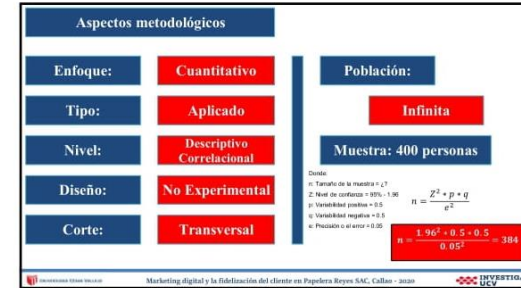 Aspectos metodológicos
Enfoque:
Cuantitativo
Tipo:
Aplicado
Nivel:
Descriptivo
Correlacional
Diseño:
No Experimental
Corte:
Transversal
Población:
Infinita
Muestra: 400 personas
Donde
n: Tamaño de la muestra = ¿?
Z: Nivel de confianza = 95% - 1.96
p: Variabilidad positiva = 0.5
q: Variabilidad negativa = 0.5
e: Precisión o el error = 0.05
n = Z² * p * q / e²
n = 1.96² * 0.5 * 0.5 / 0.05² = 384
UNIVERSIDAD CÉSAR VALLEJO
Marketing digital y la fidelización del cliente en Papelera Reyes SAC, Callao - 2020
INVESTIGA
UCV